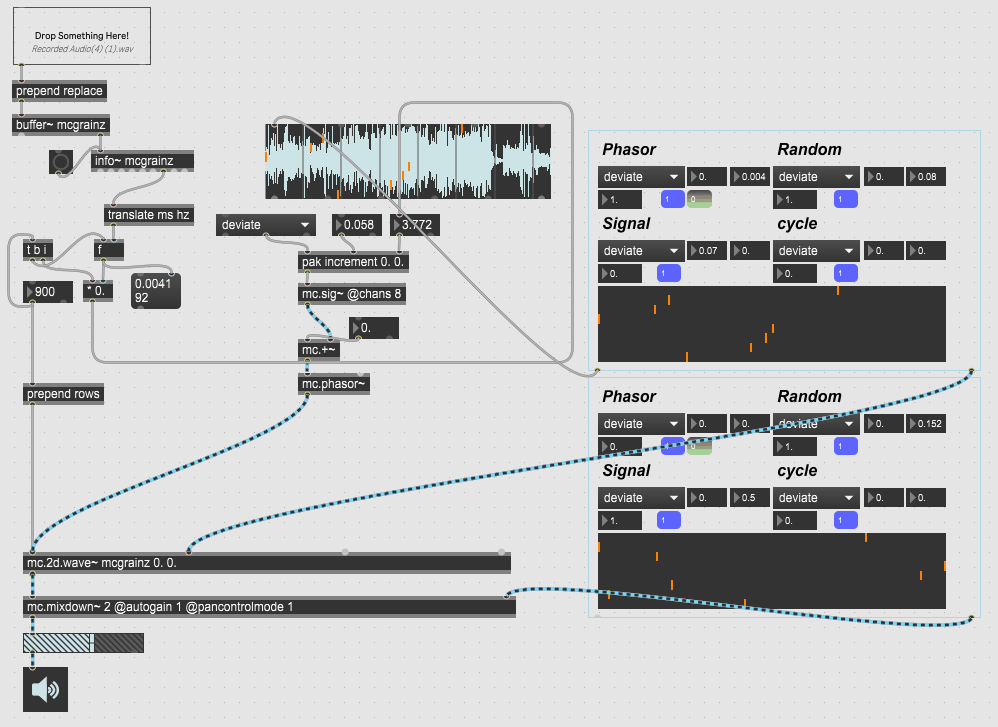 Drop Something Here!
Recorded Audio(4) (1).wav
prepend replace
buffer~ mcgrainz
info~ mcgrainz
translate ms hz
t b i
f
900
* 0.
0.0041
92
prepend rows
deviate
0.058
3.772
pak increment 0. 0.
mc.sig~ @chans 8
0.
mc.+~
mc.phasor~
mc.2d.wave~ mcgrainz 0. 0.
mc.mixdown~ 2 @autogain 1 @pancontrolmode 1
Phasor
Random
deviate
0.
0.004
deviate
0.
0.08
1.
1
0
1.
1
Signal
cycle
deviate
0.07
0.
deviate
0.
0.
0.
1
0.
1
Phasor
Random
deviate
0.
0.
deviate
0.
0.152
0.
1
0
1.
1
Signal
cycle
deviate
0.
0.5
deviate
0.
0.
1.
1
0.
1